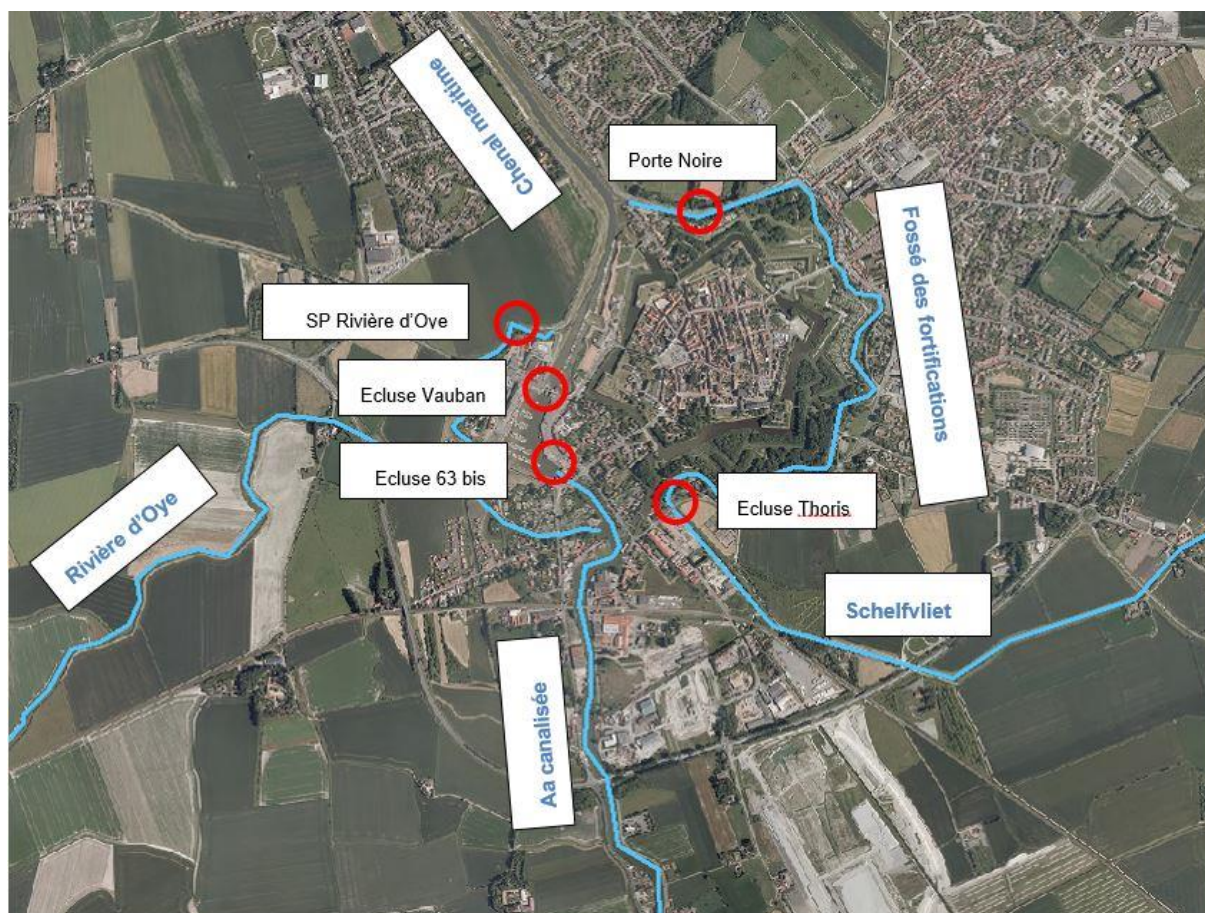 Chenal maritime
Porte Noire
Fossé des fortifications
SP Rivière d'Oye
Ecluse Vauban
Ecluse 63 bis
Rivière d'Oye
Ecluse Thoris
Schelfvliet
Aa canalisée